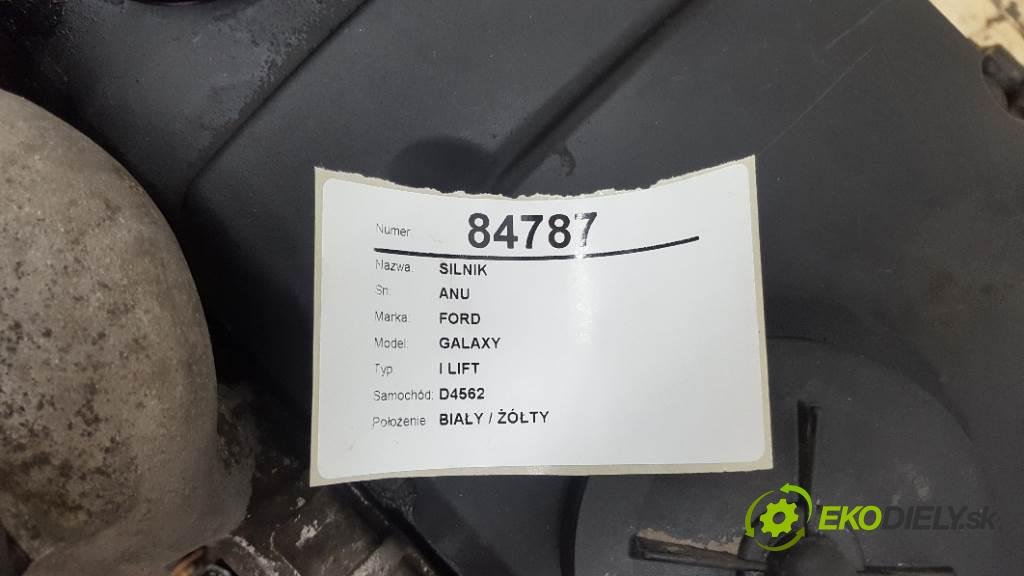 Numer: 84787
Nazwa: SILNIK
Sn: ANU
Marka: FORD
Model: GALAXY
Typ: I LIFT
Samochód: D4562
Położenie: BIAŁY / ŻÓŁTY
EKODIELY.sk